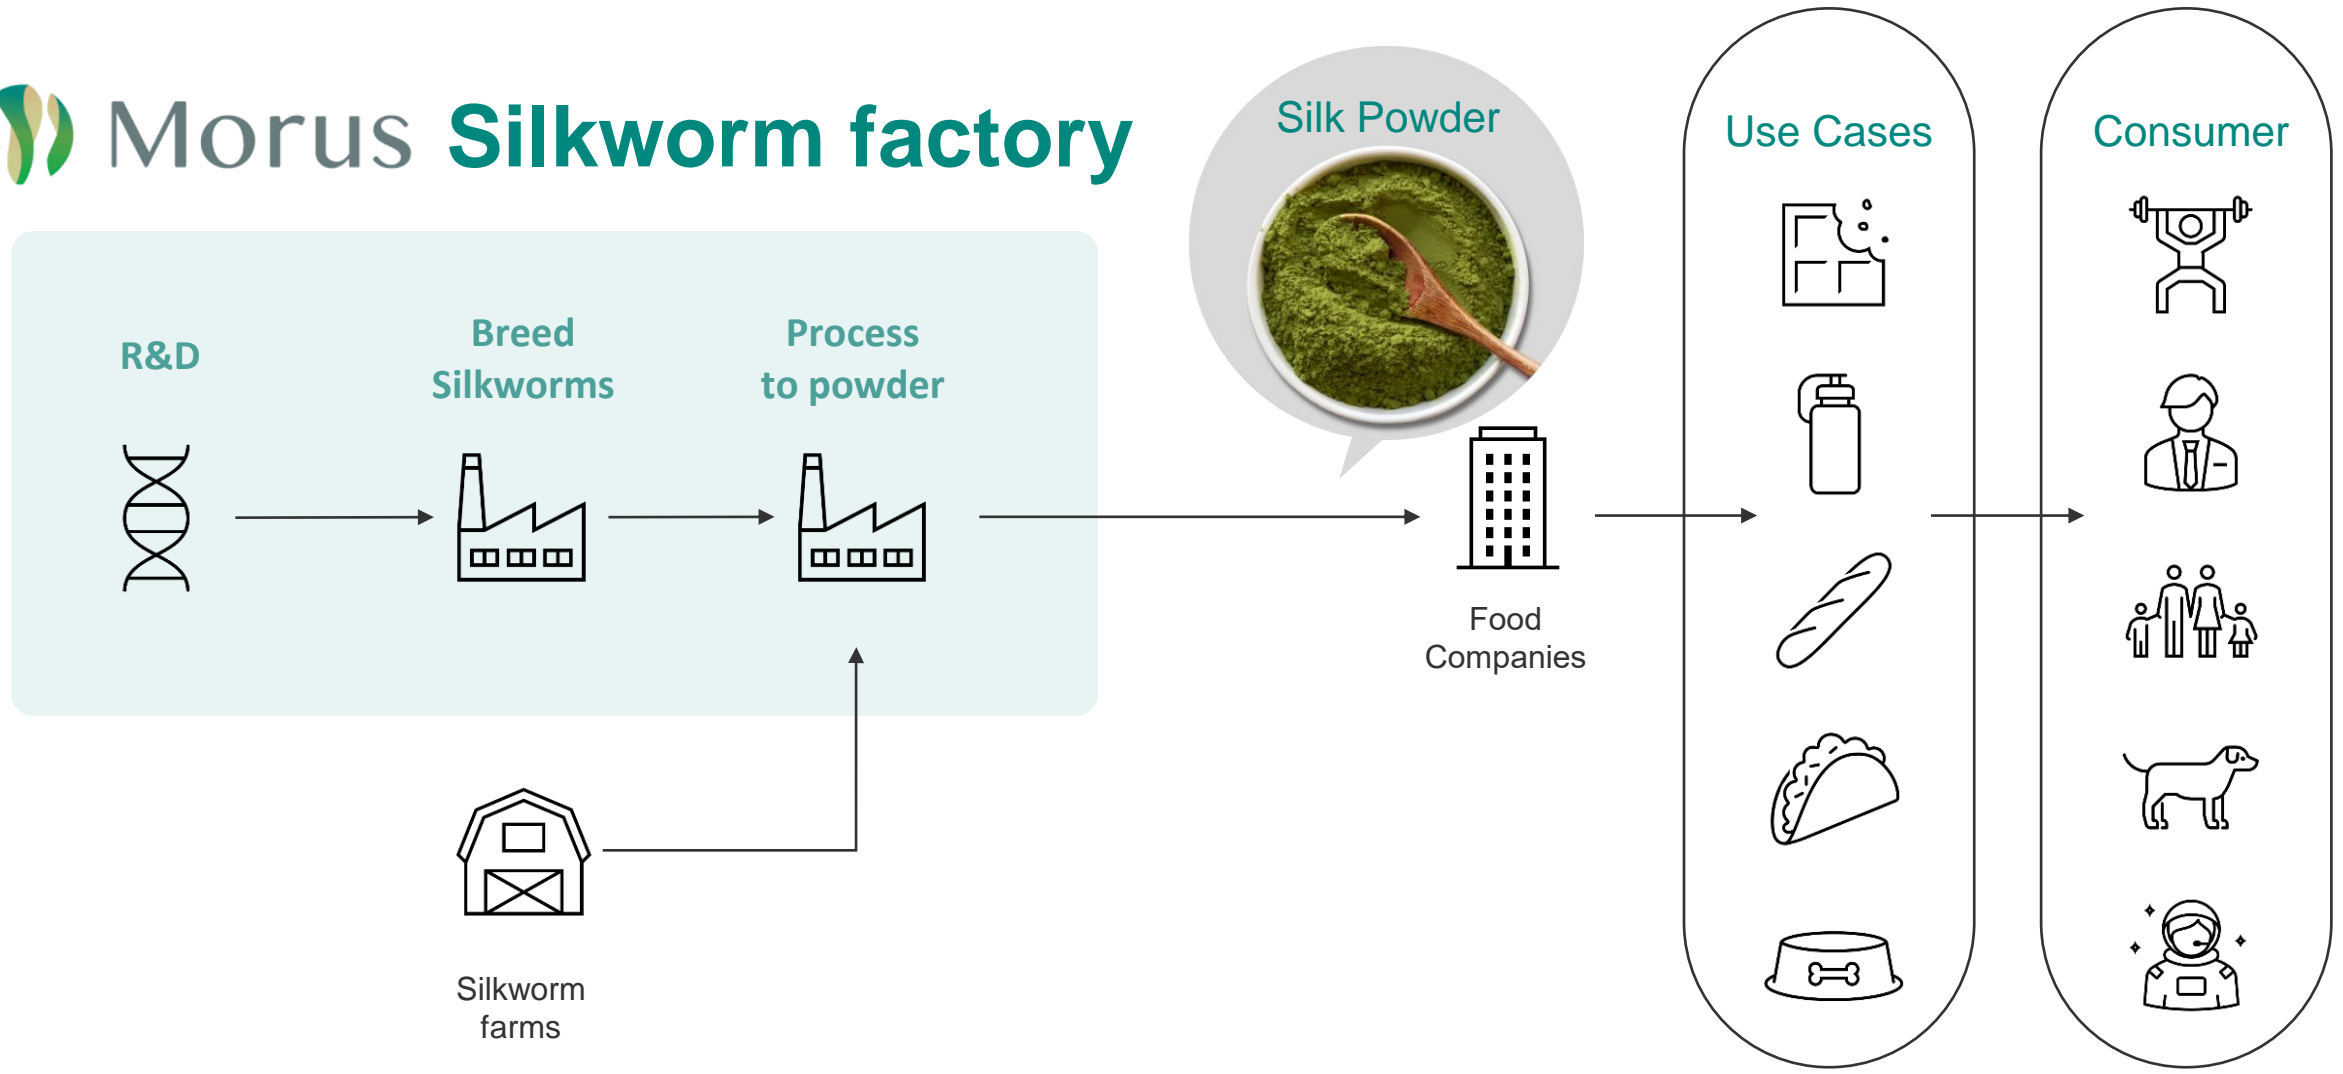 Morus Silkworm factory
Silk Powder
Use Cases
Consumer
R&D
Breed
Silkworms
Process
to powder
Food
Companies
Silkworm
farms